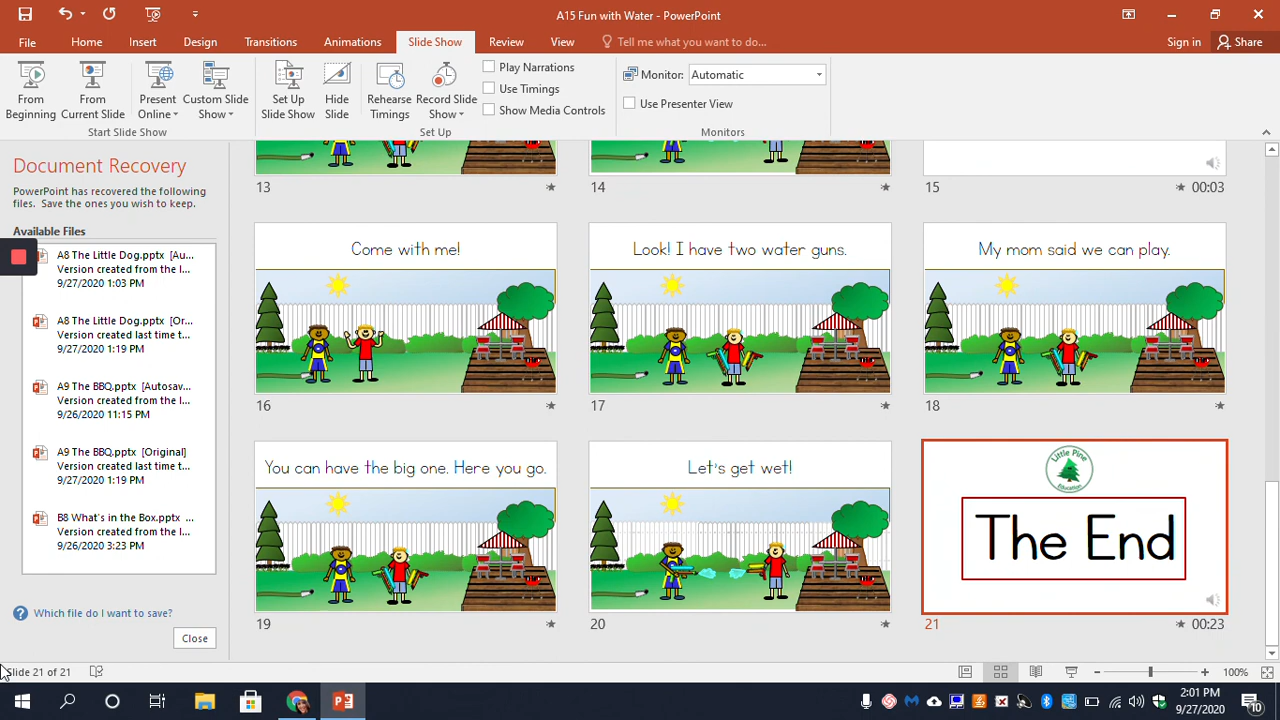 A15 Fun with Water - PowerPoint
File Home Insert Design Transitions Animations Slide Show Review View Tell me what you want to do... Sign in Share
From Beginning
From Current Slide
Present Online
Custom Slide Show
Start Slide Show
Set Up Slide Show
Hide Slide
Rehearse Timings
Record Slide Show
Play Narrations
Use Timings
Show Media Controls
Set Up
Monitor: Automatic
Use Presenter View
Monitors
Document Recovery
PowerPoint has recovered the following
files. Save the ones you wish to keep.
Available Files
A8 The Little Dog.pptx [Au...
Version created from the l...
9/27/2020 1:03 PM
A8 The Little Dog.pptx [Or...
Version created last time t...
9/27/2020 1:19 PM
A9 The BBQ.pptx [Autosav...
Version created from the l...
9/26/2020 11:15 PM
A9 The BBQ.pptx [Original]
Version created last time t...
9/27/2020 1:19 PM
B8 What's in the Box.pptx ...
Version created from the l...
9/26/2020 3:23 PM
Which file do I want to save?
Close
13
14
15 00:03
Come with me!
16
Look! I have two water guns.
17
My mom said we can play.
18
You can have the big one. Here you go.
19
Let's get wet!
20
Little Pine
Education
The End
21 00:23
Slide 21 of 21
100%
2:01 PM
9/27/2020
10